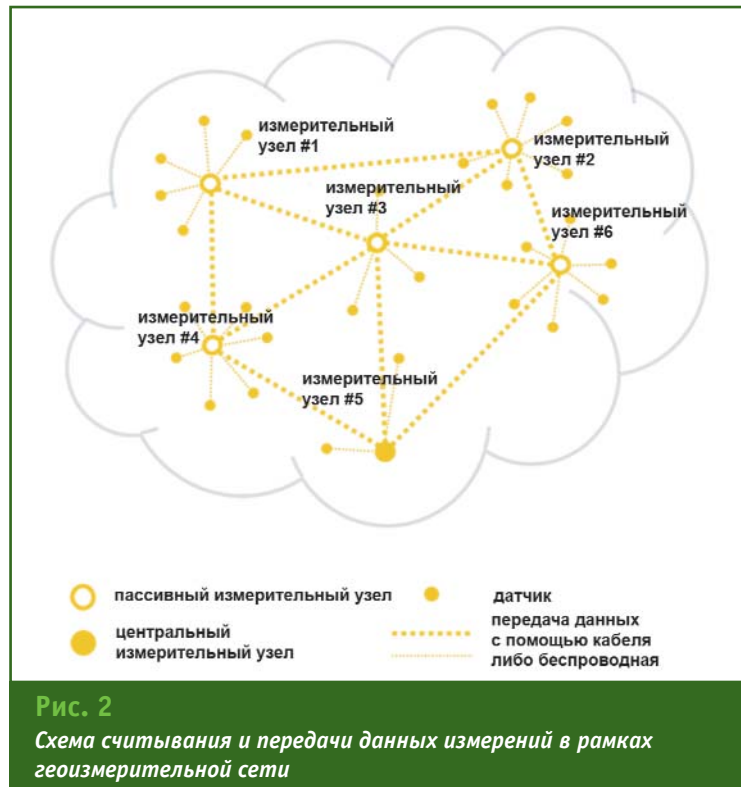 измерительный
узел #1
измерительный
узел #2
измерительный
узел #3
измерительный
узел #6
измерительный
узел #4
измерительный
узел #5
пассивный измерительный узел
датчик
центральный
измерительный узел
передача данных
с помощью кабеля
либо беспроводная
Рис. 2
Схема считывания и передачи данных измерений в рамках
геоизмерительной сети